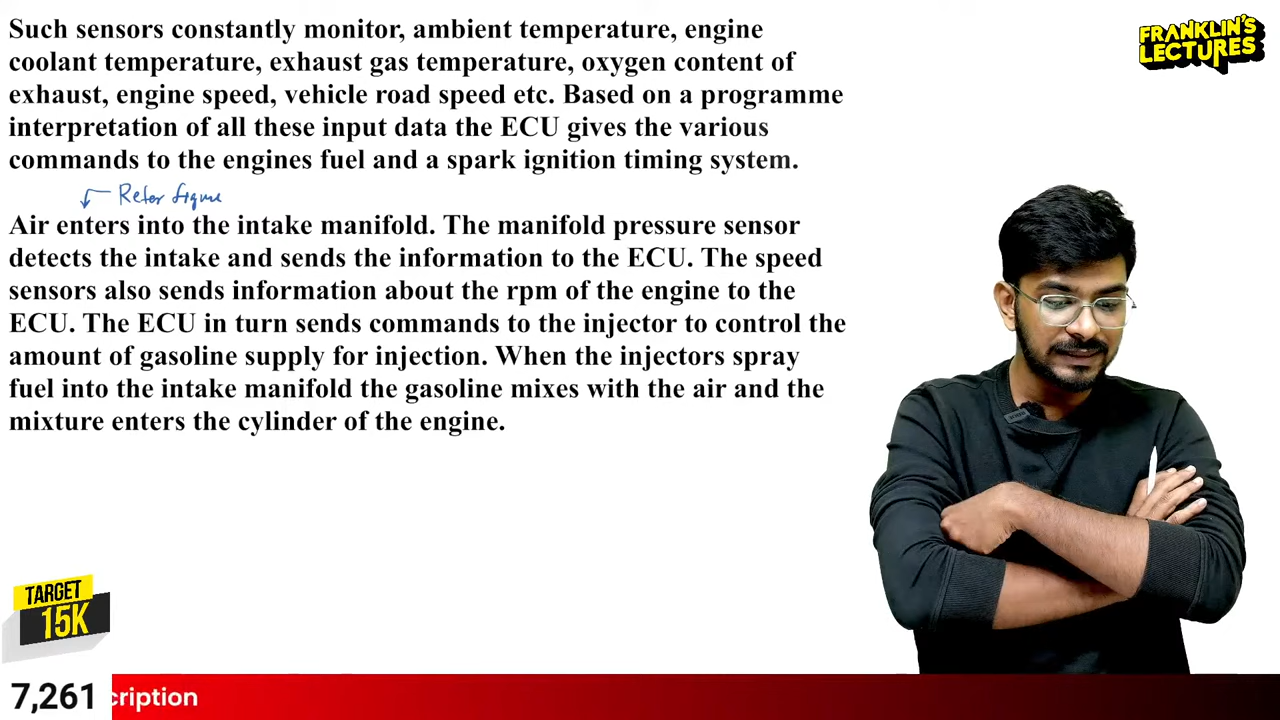 Such sensors constantly monitor, ambient temperature, engine
coolant temperature, exhaust gas temperature, oxygen content of
exhaust, engine speed, vehicle road speed etc. Based on a programme
interpretation of all these input data the ECU gives the various
commands to the engines fuel and a spark ignition timing system.
Refer figure
Air enters into the intake manifold. The manifold pressure sensor
detects the intake and sends the information to the ECU. The speed
sensors also sends information about the rpm of the engine to the
ECU. The ECU in turn sends commands to the injector to control the
amount of gasoline supply for injection. When the injectors spray
fuel into the intake manifold the gasoline mixes with the air and the
mixture enters the cylinder of the engine.
FRANKLIN'S
LECTURES
TARGET
15K
7,261
cription